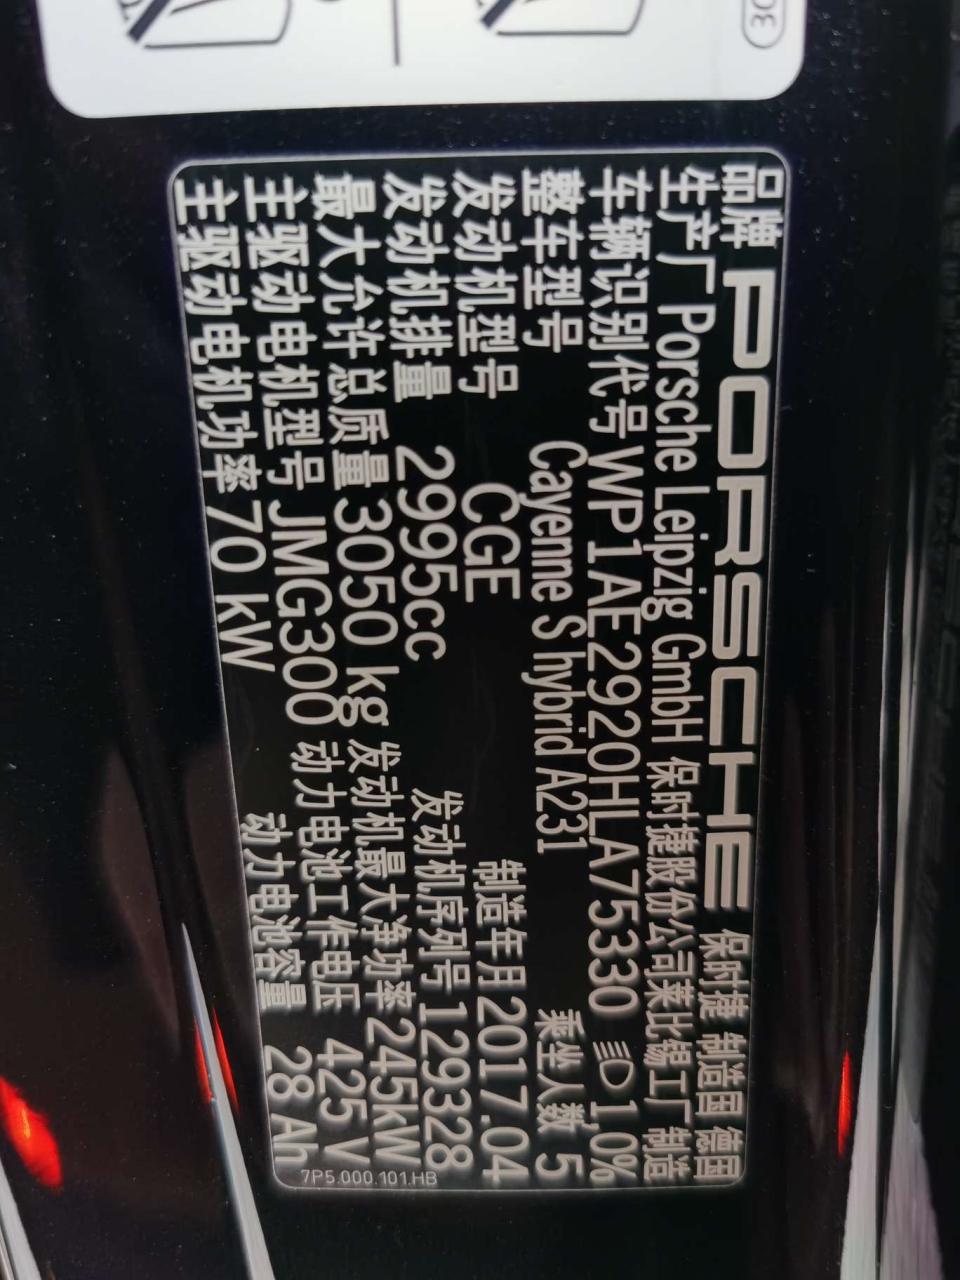 30
品牌 PORSCHE 保时捷 制造国 德国
生产厂 Porsche Leipzig GmbH 保时捷股份公司莱比锡工厂 制造
车辆识别代号 WP1AE2920HLA75330 1.0%
整车型号 Cayenne S hybrid A231 乘坐人数 5
发动机型号 CGE 制造年月 2017.04
发动机排量 2995cc 发动机序列号 129328
最大允许总质量 3050 kg 发动机最大净功率 245kW
主驱动电机型号 JMG300 动力电池工作电压 425 V
主驱动电机功率 70 kW 动力电池容量 28 Ah
7P5.000.101.HB